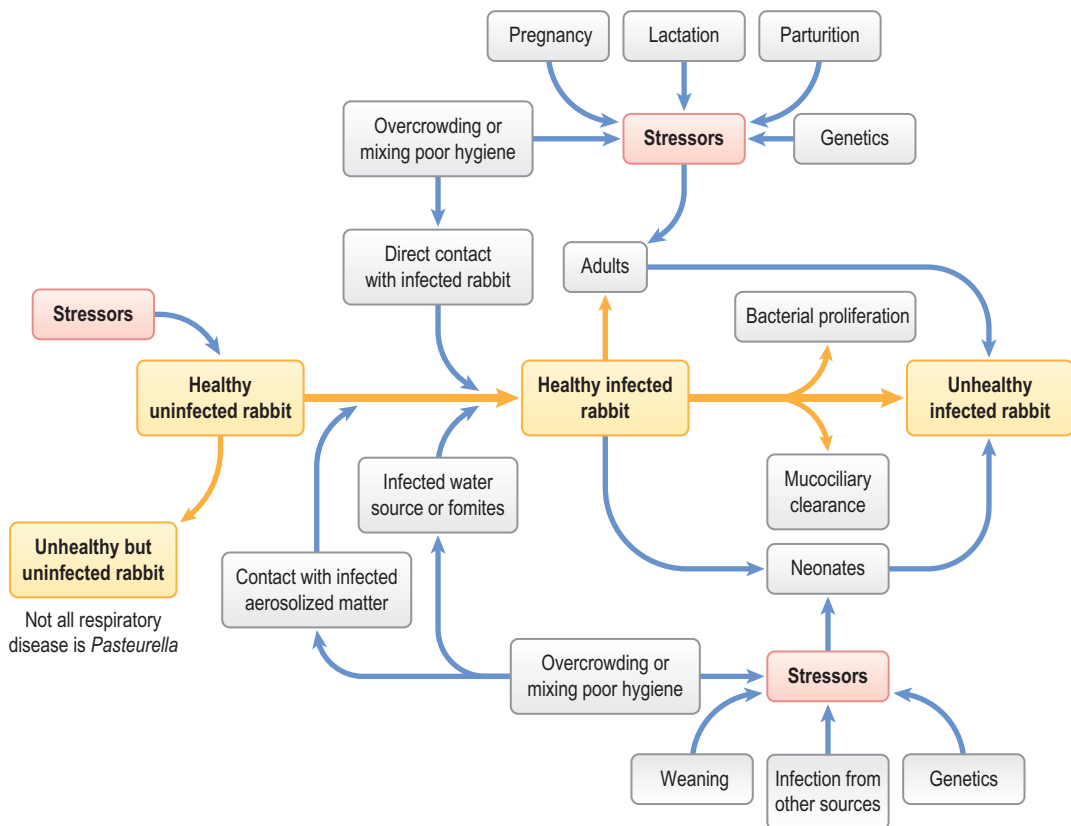 Pregnancy
Lactation
Parturition
Overcrowding or
mixing poor hygiene
Stressors
Genetics
Direct contact
with infected rabbit
Adults
Stressors
Bacterial proliferation
Healthy
uninfected rabbit
Healthy infected
rabbit
Unhealthy
infected rabbit
Infected water
source or fomites
Mucociliary
clearance
Unhealthy but
uninfected rabbit
Contact with infected
aerosolized matter
Neonates
Not all respiratory
disease is Pasteurella
Overcrowding or
mixing poor hygiene
Stressors
Weaning
Infection from
other sources
Genetics